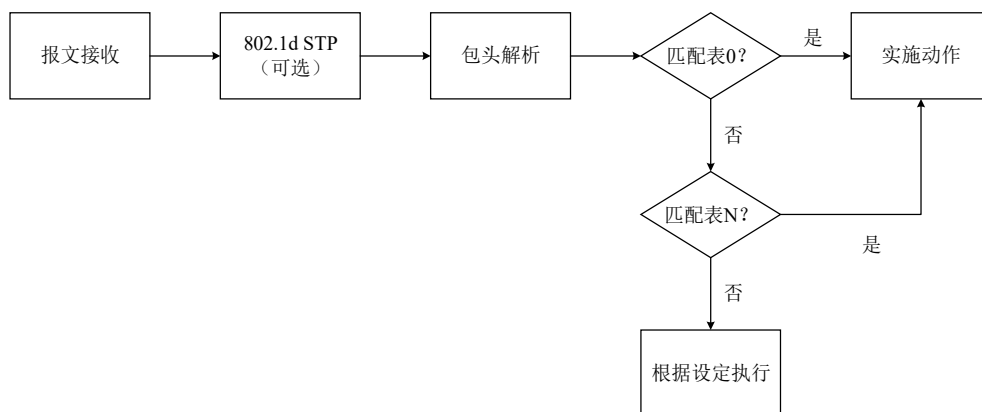 报文接收
802.1d STP
（可选）
包头解析
匹配表0？
是
实施动作
否
匹配表N？
是
否
根据设定执行